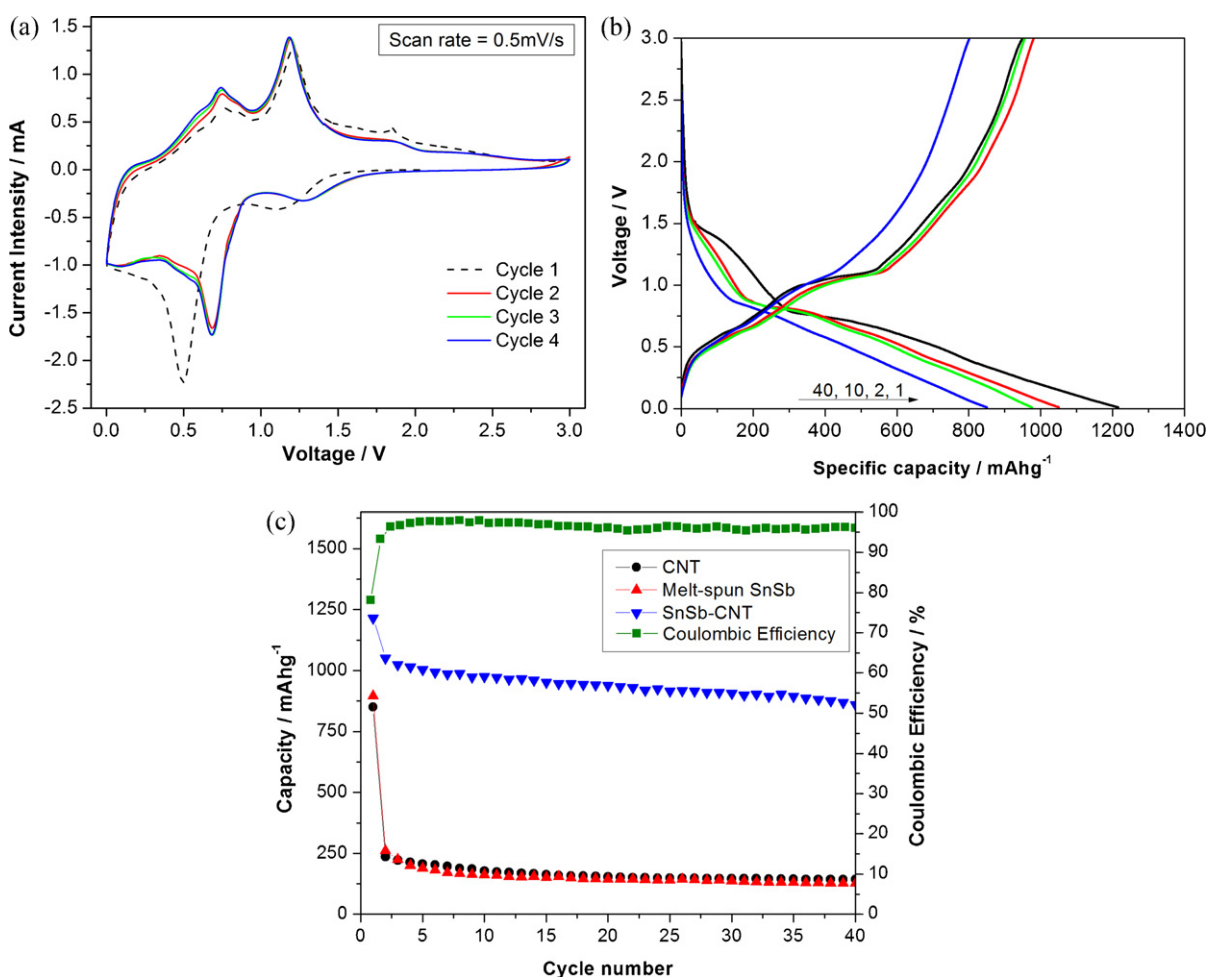 (a)
Scan rate = 0.5mV/s
Current Intensity / mA
1.5
1.0
0.5
0.0
-0.5
-1.0
-1.5
-2.0
-2.5
Cycle 1
Cycle 2
Cycle 3
Cycle 4
0.0 0.5 1.0 1.5 2.0 2.5 3.0
Voltage / V
(b)
Voltage / V
3.0
2.5
2.0
1.5
1.0
0.5
0.0
40, 10, 2, 1
0 200 400 600 800 1000 1200 1400
Specific capacity / mAhg-1
(c)
Capacity / mAhg-1
1500
1250
1000
750
500
250
0
CNT
Melt-spun SnSb
SnSb-CNT
Coulombic Efficiency
100
90
80
70
60
50
40
30
20
10
0
Coulombic Efficiency / %
0 5 10 15 20 25 30 35 40
Cycle number